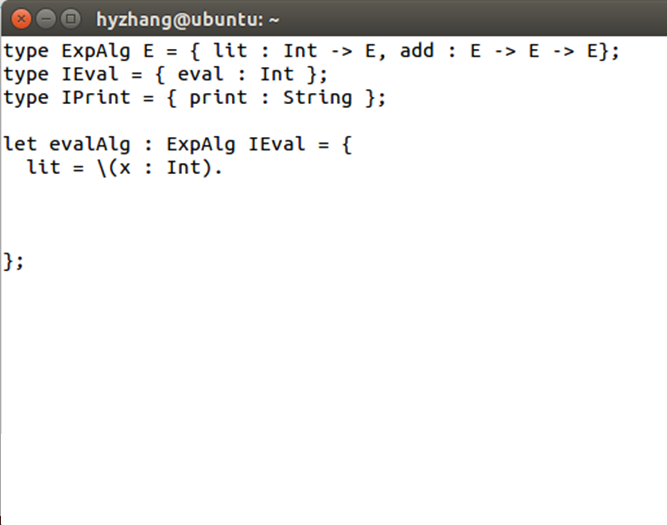 hyzhang@ubuntu: ~
type ExpAlg E = { lit : Int -> E, add : E -> E -> E};
type IEval = { eval : Int };
type IPrint = { print : String };
let evalAlg : ExpAlg IEval = {
  lit = \(x : Int).
};